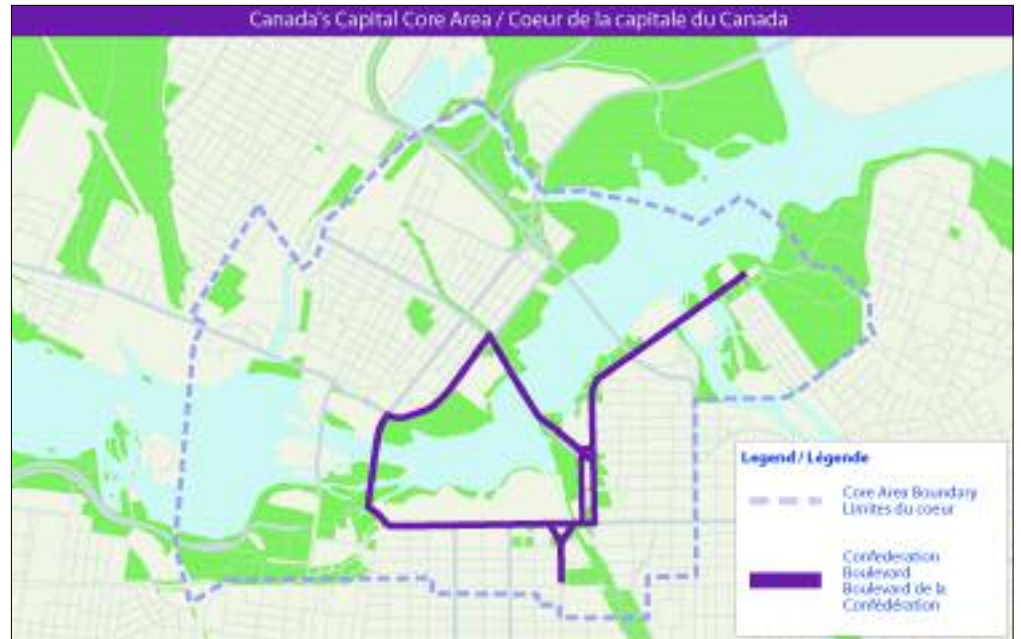 Canada's Capital Core Area / Coeur de la capitale du Canada
Legend / Légende
Core Area Boundary
Limites du coeur
Confederation
Boulevard
Boulevard de la
Confédération